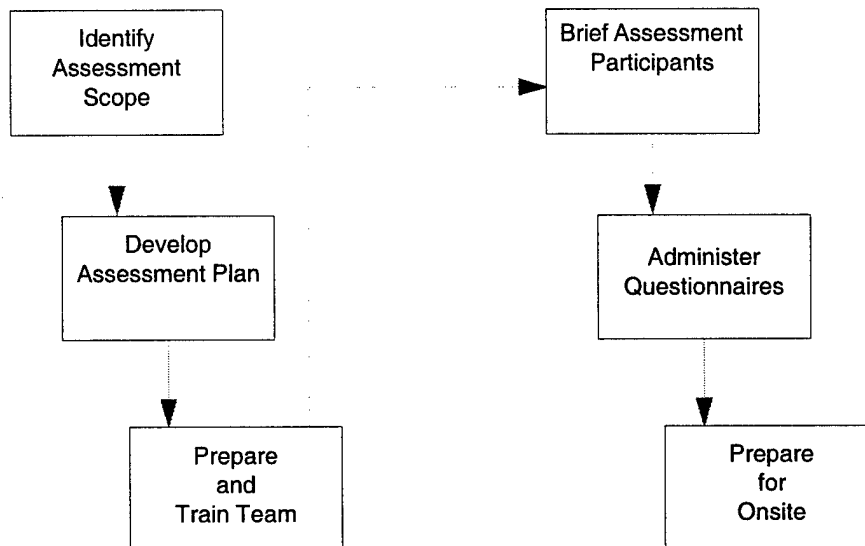 Identify
Assessment
Scope
Develop
Assessment Plan
Prepare
and
Train Team
Brief Assessment
Participants
Administer
Questionnaires
Prepare
for
Onsite